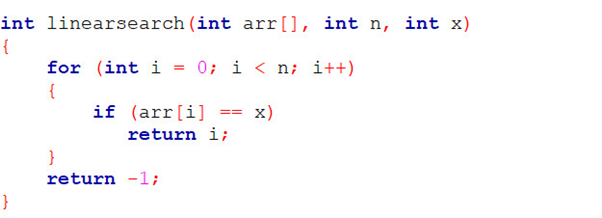 int linearsearch(int arr[], int n, int x)
{
    for (int i = 0; i < n; i++)
    {
        if (arr[i] == x)
           return i;
    }
    return -1;
}